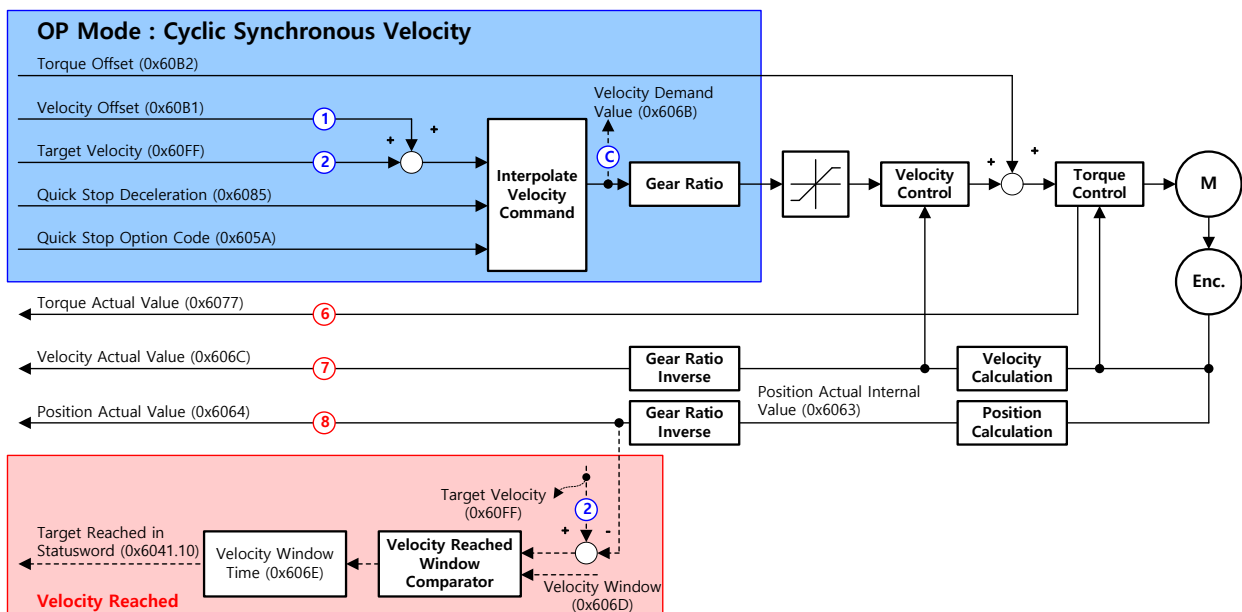 OP Mode : Cyclic Synchronous Velocity
Torque Offset (0x60B2)
Velocity Offset (0x60B1)
1
+
+
Target Velocity (0x60FF)
2
Quick Stop Deceleration (0x6085)
Quick Stop Option Code (0x605A)
Interpolate
Velocity
Command
Velocity Demand
Value (0x606B)
C
Gear Ratio
Velocity
Control
+
+
Torque
Control
M
Enc.
Torque Actual Value (0x6077)
6
Velocity Actual Value (0x606C)
7
Gear Ratio
Inverse
Velocity
Calculation
Position Actual Value (0x6064)
8
Gear Ratio
Inverse
Position Actual Internal
Value (0x6063)
Position
Calculation
Target Velocity
(0x60FF)
2
+
-
Target Reached in
Statusword (0x6041.10)
Velocity Window
Time (0x606E)
Velocity Reached
Window
Comparator
Velocity Window
(0x606D)
Velocity Reached